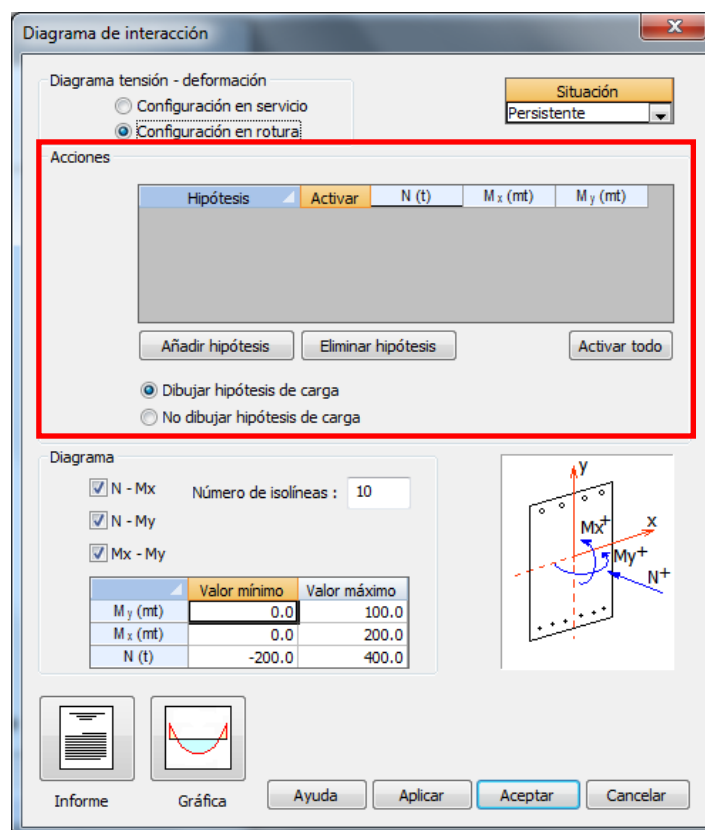 Diagrama de interacción
Diagrama tensión - deformación
Configuración en servicio
Configuración en rotura
Situación
Persistente
Acciones
Hipótesis Activar N (t) Mx (mt) My (mt)
Añadir hipótesis Eliminar hipótesis Activar todo
Dibujar hipótesis de carga
No dibujar hipótesis de carga
Diagrama
N - Mx Número de isolíneas : 10
N - My
Mx - My
Valor mínimo Valor máximo
My (mt) 0.0 100.0
Mx (mt) 0.0 200.0
N (t) -200.0 400.0
y
x
Mx+
My+
N+
Informe Gráfica Ayuda Aplicar Aceptar Cancelar